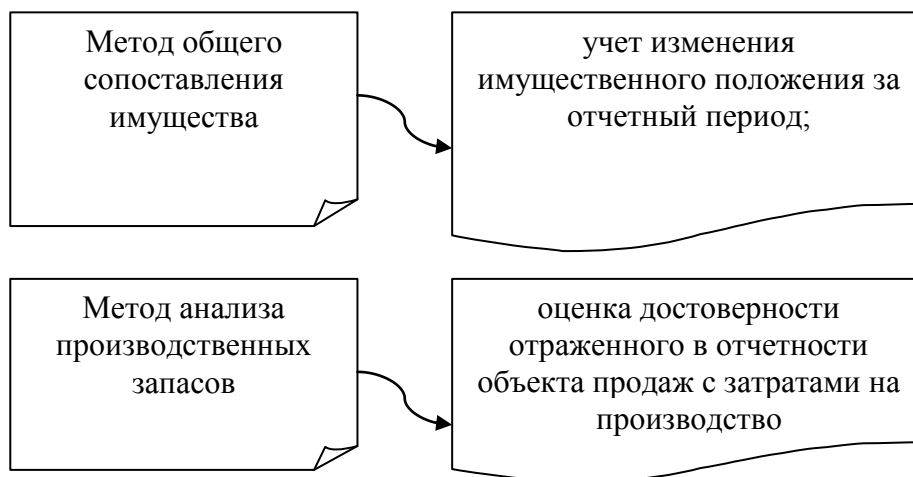 Метод общего
сопоставления
имущества
учет изменения
имущественного положения за
отчетный период;
Метод анализа
производственных
запасов
оценка достоверности
отраженного в отчетности
объекта продаж с затратами на
производство